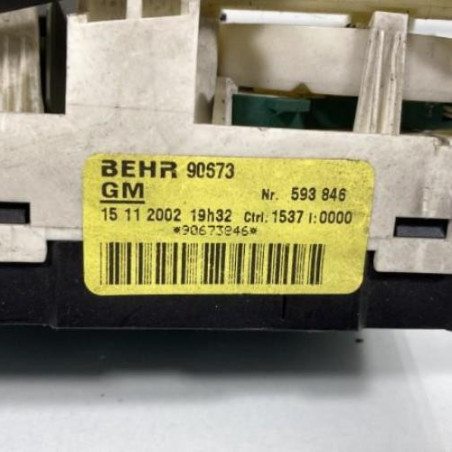 BEHR 90673
GM Nr. 593 846
15 11 2002 19h32 Ctrl. 1537 I:0000
*90673846*